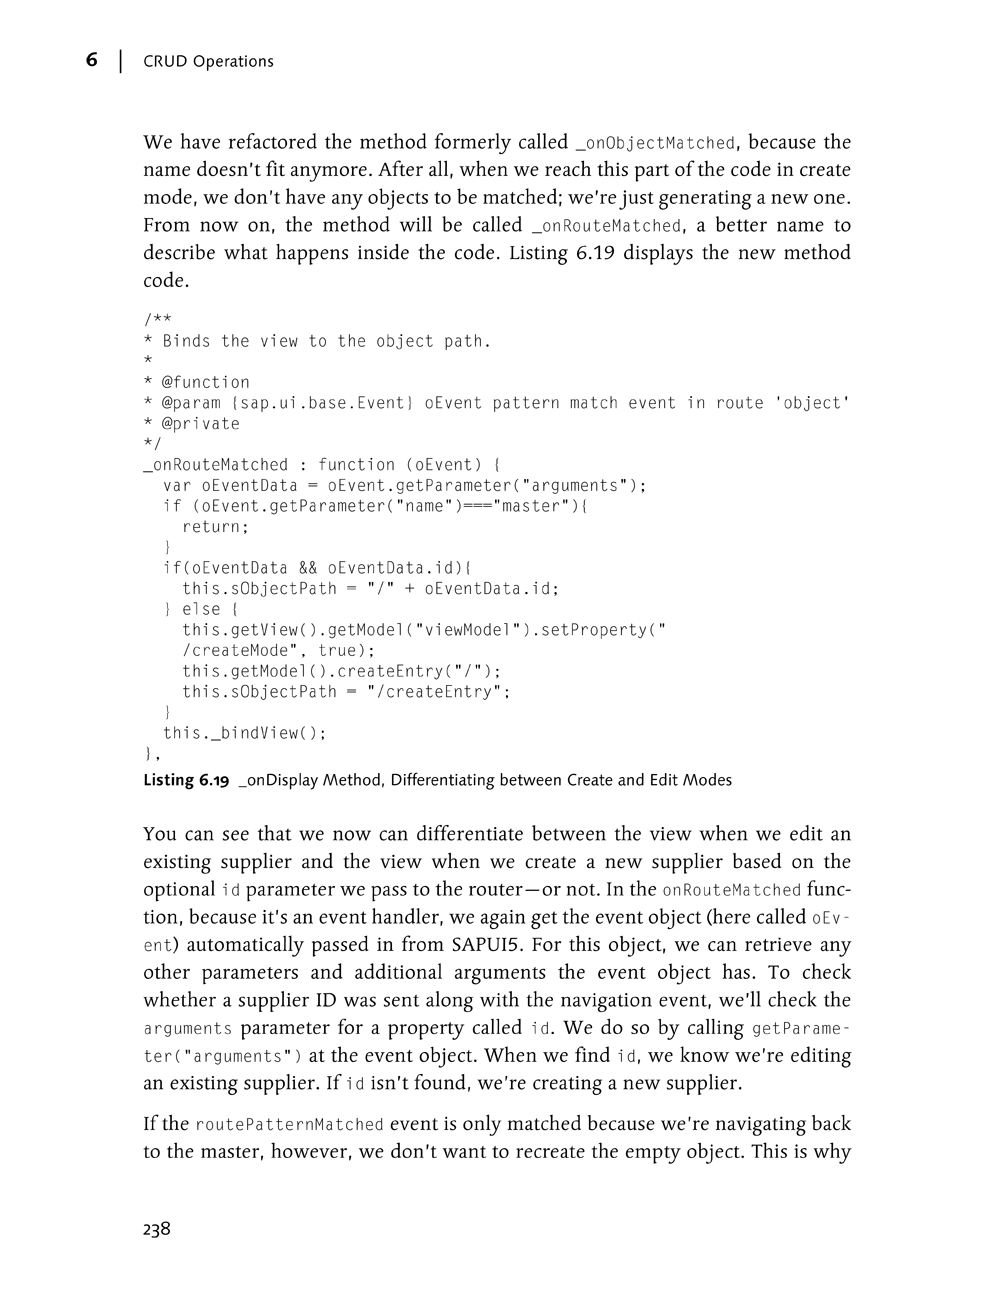 6 | CRUD Operations
We have refactored the method formerly called _onObjectMatched, because the
name doesn't fit anymore. After all, when we reach this part of the code in create
mode, we don't have any objects to be matched; we're just generating a new one.
From now on, the method will be called _onRouteMatched, a better name to
describe what happens inside the code. Listing 6.19 displays the new method
code.
/**
* Binds the view to the object path.
*
* @function
* @param {sap.ui.base.Event} oEvent pattern match event in route 'object'
* @private
*/
_onRouteMatched : function (oEvent) {
  var oEventData = oEvent.getParameter("arguments");
  if (oEvent.getParameter("name")==="master"){
    return;
  }
  if(oEventData && oEventData.id){
    this.sObjectPath = "/" + oEventData.id;
  } else {
    this.getView().getModel("viewModel").setProperty("
    /createMode", true);
    this.getModel().createEntry("/");
    this.sObjectPath = "/createEntry";
  }
  this._bindView();
},
Listing 6.19 _onDisplay Method, Differentiating between Create and Edit Modes
You can see that we now can differentiate between the view when we edit an
existing supplier and the view when we create a new supplier based on the
optional id parameter we pass to the router—or not. In the onRouteMatched func-
tion, because it's an event handler, we again get the event object (here called oEv-
ent) automatically passed in from SAPUI5. For this object, we can retrieve any
other parameters and additional arguments the event object has. To check
whether a supplier ID was sent along with the navigation event, we'll check the
arguments parameter for a property called id. We do so by calling getParame-
ter("arguments") at the event object. When we find id, we know we're editing
an existing supplier. If id isn't found, we're creating a new supplier.
If the routePatternMatched event is only matched because we're navigating back
to the master, however, we don't want to recreate the empty object. This is why
238